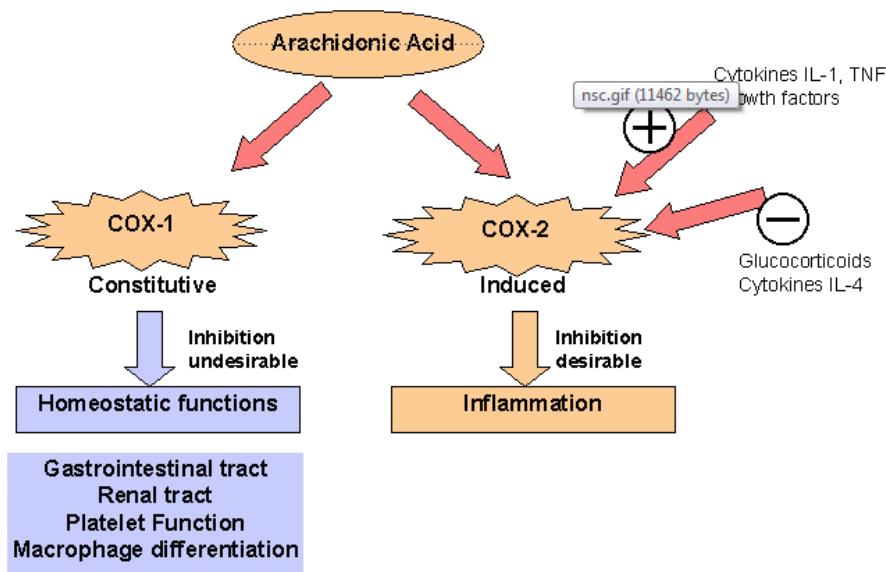 Arachidonic Acid
Cytokines IL-1, TNF
nsc.gif (11462 bytes)
owth factors
COX-1
COX-2
Constitutive
Induced
Glucocorticoids
Cytokines IL-4
Inhibition
undesirable
Inhibition
desirable
Homeostatic functions
Inflammation
Gastrointestinal tract
Renal tract
Platelet Function
Macrophage differentiation